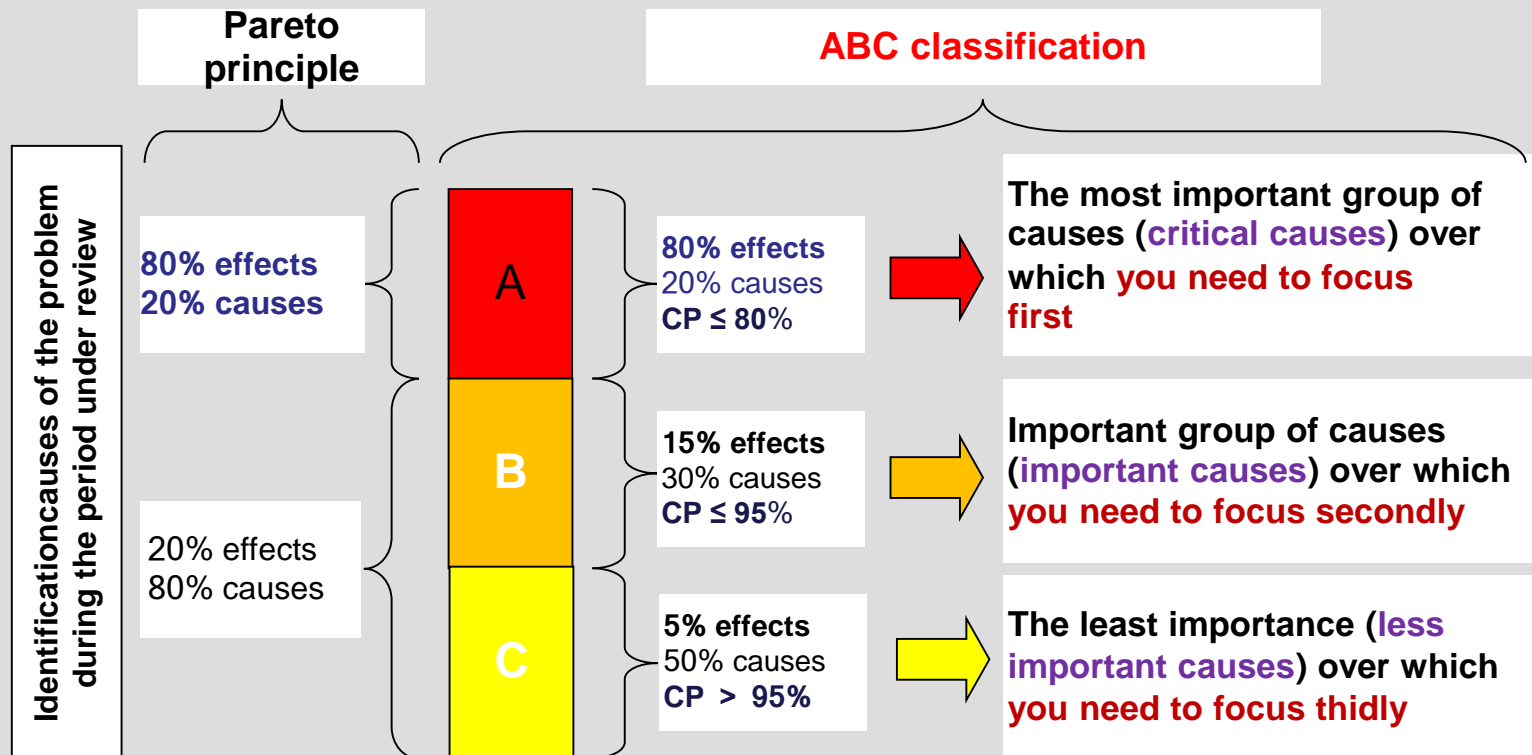 Pareto
principle
ABC classification
Identificationcauses of the problem
during the period under review
80% effects
20% causes
20% effects
80% causes
A
B
C
80% effects
20% causes
CP ≤ 80%
15% effects
30% causes
CP ≤ 95%
5% effects
50% causes
CP > 95%
The most important group of
causes (critical causes) over
which you need to focus
first
Important group of causes
(important causes) over which
you need to focus secondly
The least importance (less
important causes) over which
you need to focus thidly